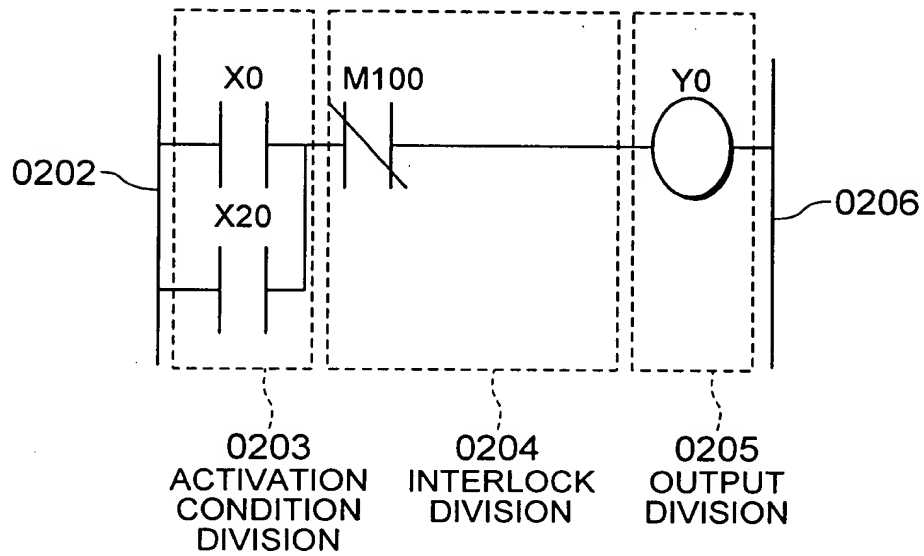 X0
M100
Y0
0202
X20
0206
0203
ACTIVATION
CONDITION
DIVISION
0204
INTERLOCK
DIVISION
0205
OUTPUT
DIVISION